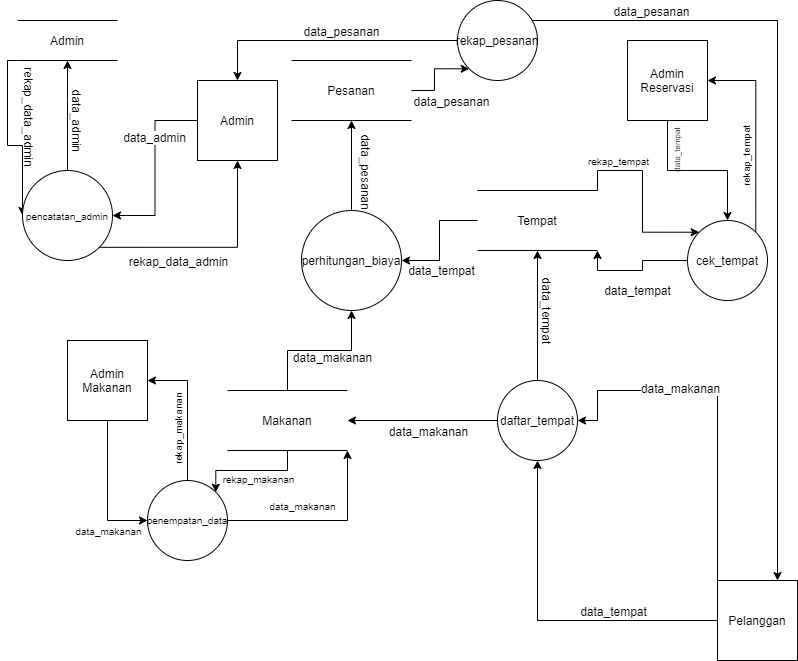 data_pesanan
data_pesanan
Admin
rekap_pesanan
Admin
Reservasi
Pesanan
data_pesanan
rekap_data_admin
data_admin
Admin
data_admin
data_pesanan
data_tempat
rekap_tempat
rekap_tempat
pencatatan_admin
Tempat
rekap_data_admin
perhitungan_biaya
data_tempat
cek_tempat
data_tempat
data_tempat
data_makanan
Admin
Makanan
data_makanan
rekap_makanan
Makanan
data_makanan
daftar_tempat
rekap_makanan
data_makanan
data_makanan
penempatan_data
data_tempat
Pelanggan